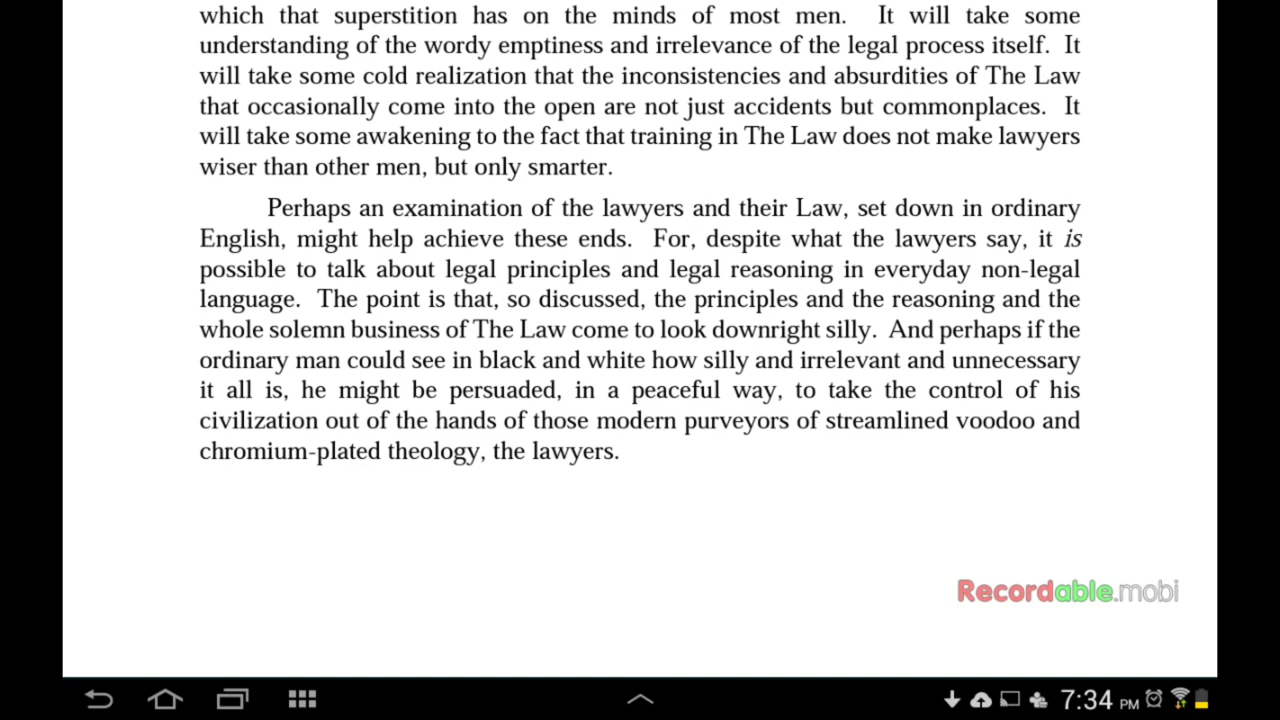 which that superstition has on the minds of most men. It will take some
understanding of the wordy emptiness and irrelevance of the legal process itself. It
will take some cold realization that the inconsistencies and absurdities of The Law
that occasionally come into the open are not just accidents but commonplaces. It
will take some awakening to the fact that training in The Law does not make lawyers
wiser than other men, but only smarter.
Perhaps an examination of the lawyers and their Law, set down in ordinary
English, might help achieve these ends. For, despite what the lawyers say, it is
possible to talk about legal principles and legal reasoning in everyday non-legal
language. The point is that, so discussed, the principles and the reasoning and the
whole solemn business of The Law come to look downright silly. And perhaps if the
ordinary man could see in black and white how silly and irrelevant and unnecessary
it all is, he might be persuaded, in a peaceful way, to take the control of his
civilization out of the hands of those modern purveyors of streamlined voodoo and
chromium-plated theology, the lawyers.
Recordable.mobi
7:34 PM